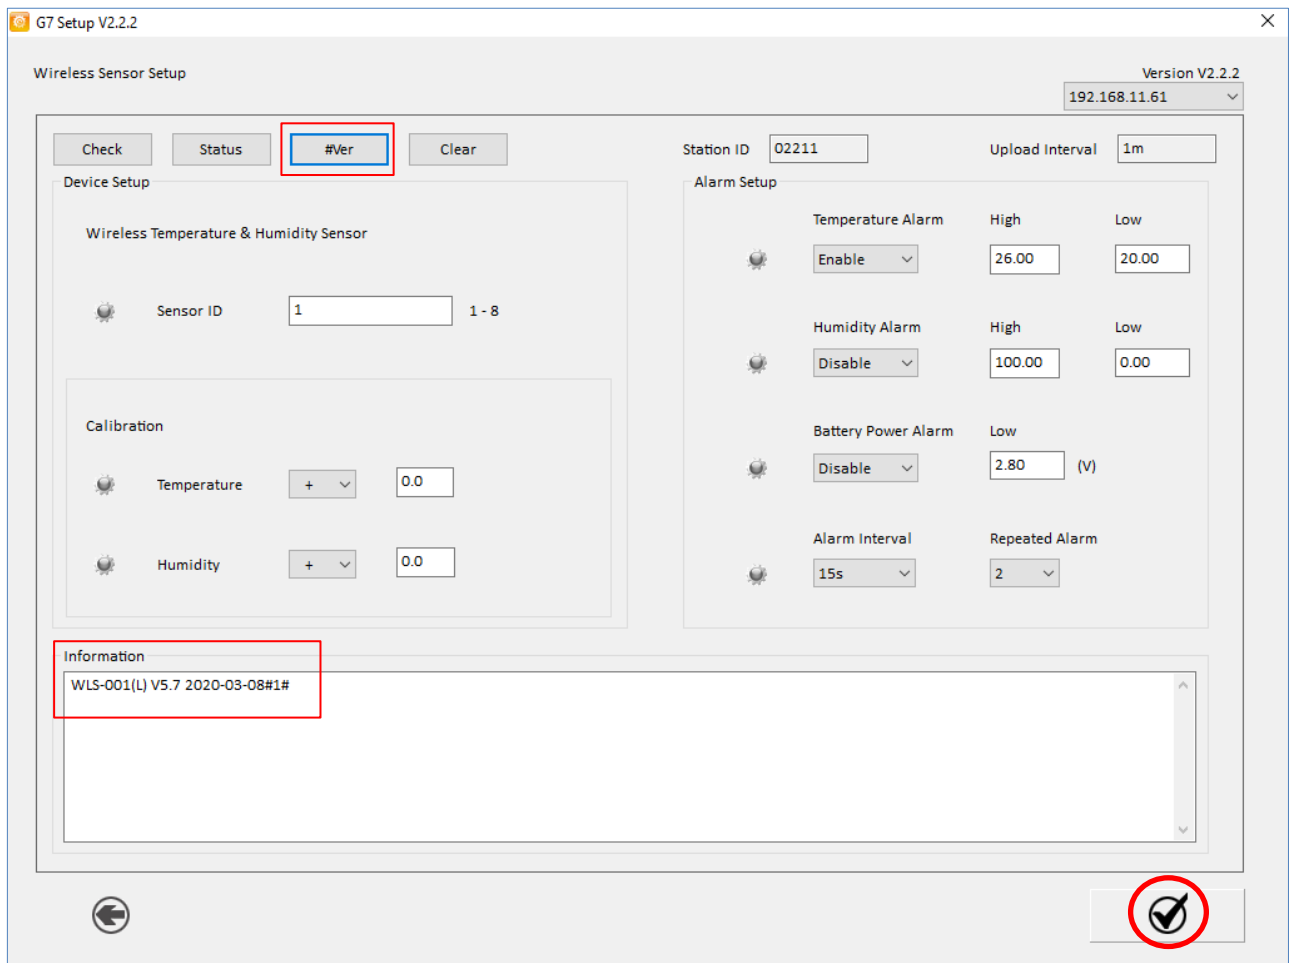 G7 Setup V2.2.2
Wireless Sensor Setup
Version V2.2.2
192.168.11.61
Check Status #Ver Clear Station ID 02211 Upload Interval 1m
Device Setup
Wireless Temperature & Humidity Sensor
Sensor ID 1 1 - 8
Calibration
Temperature + 0.0
Humidity + 0.0
Alarm Setup
Temperature Alarm High Low
Enable 26.00 20.00
Humidity Alarm High Low
Disable 100.00 0.00
Battery Power Alarm Low
Disable 2.80 (V)
Alarm Interval Repeated Alarm
15s 2
Information
WLS-001(L) V5.7 2020-03-08#1#